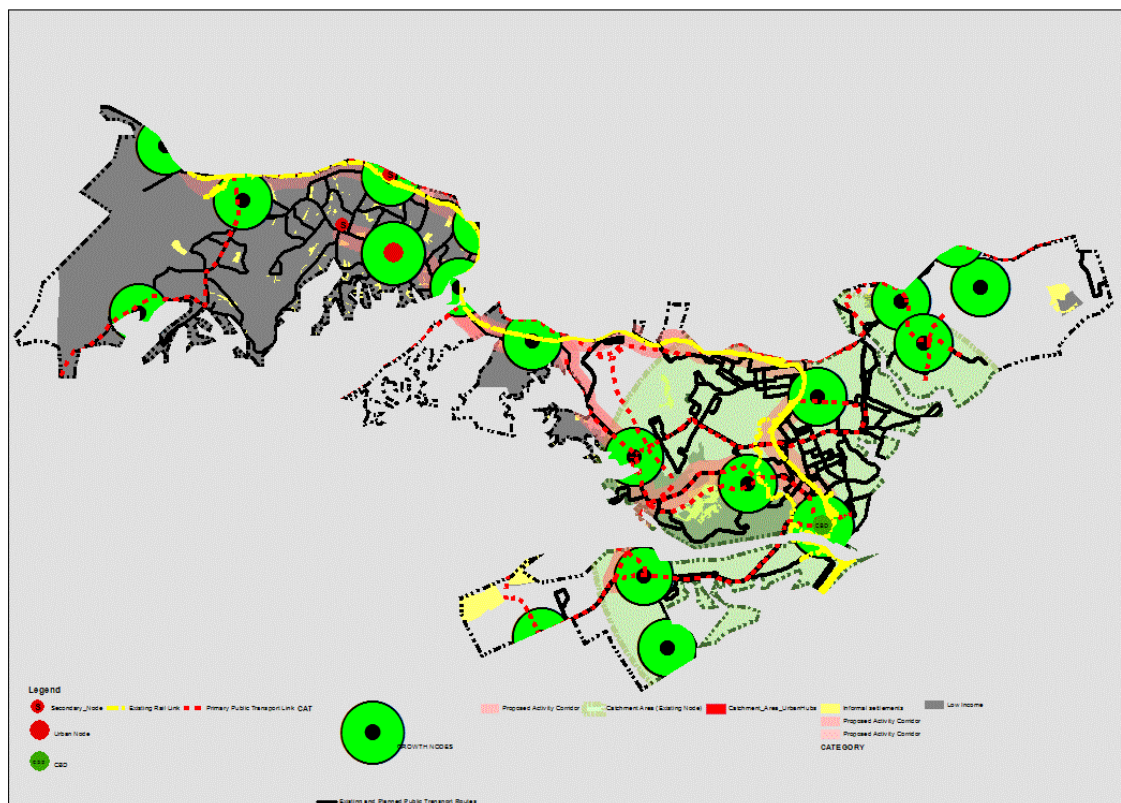 S
S
CBD
Legend
S Secondary_Node
Existing Rail Link
Primary Public Transport Link
CAT
Proposed Activity Corridor
Catchment Area (Existing Node)
Catchment_Area_UrbanHubs
Informal settlements
Low Income
Proposed Activity Corridor
Urban Node
Proposed Activity Corridor
GROWTH NODES
CATEGORY
CBD CBD
Existing and Planned Public Transport Routes